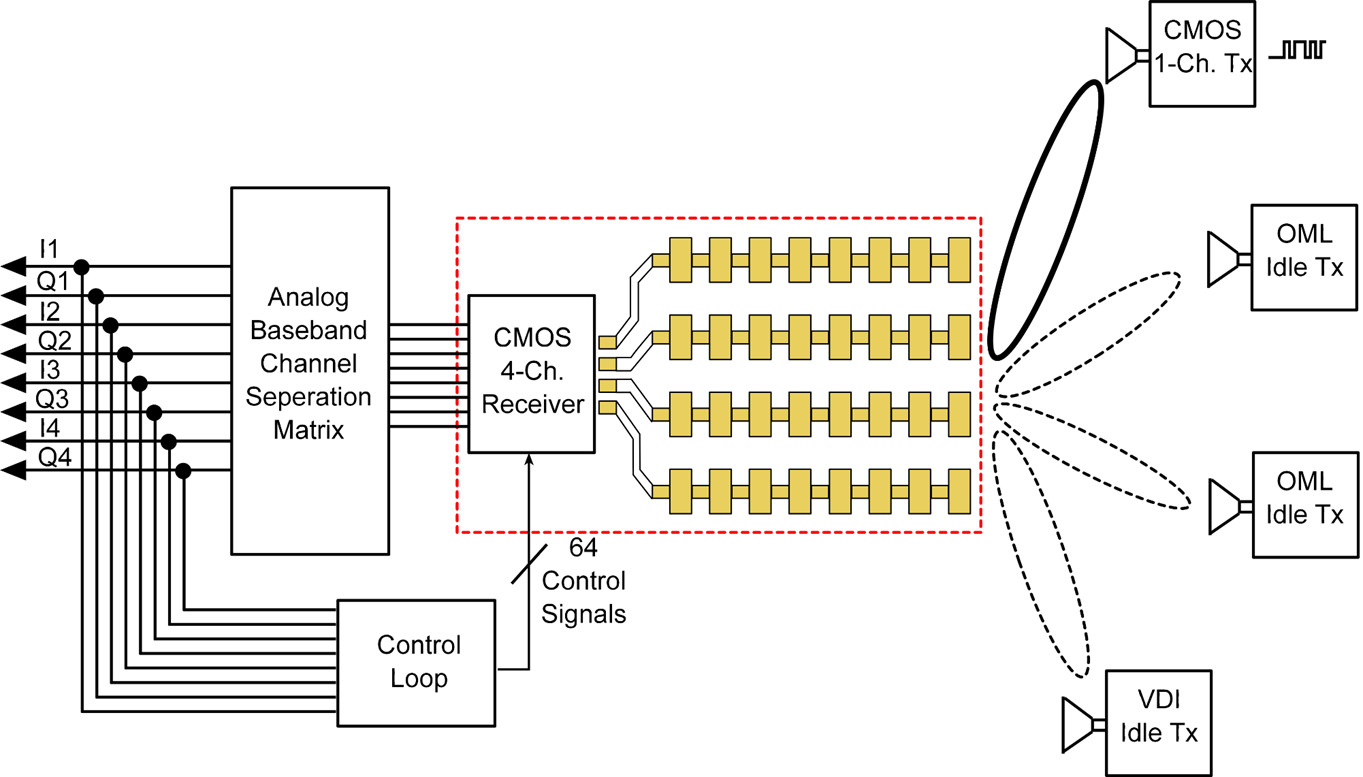 CMOS
1-Ch. Tx
OML
Idle Tx
I1
Q1
I2
Q2
I3
Q3
I4
Q4
Analog
Baseband
Channel
Seperation
Matrix
CMOS
4-Ch.
Receiver
OML
Idle Tx
64
Control
Signals
Control
Loop
VDI
Idle Tx